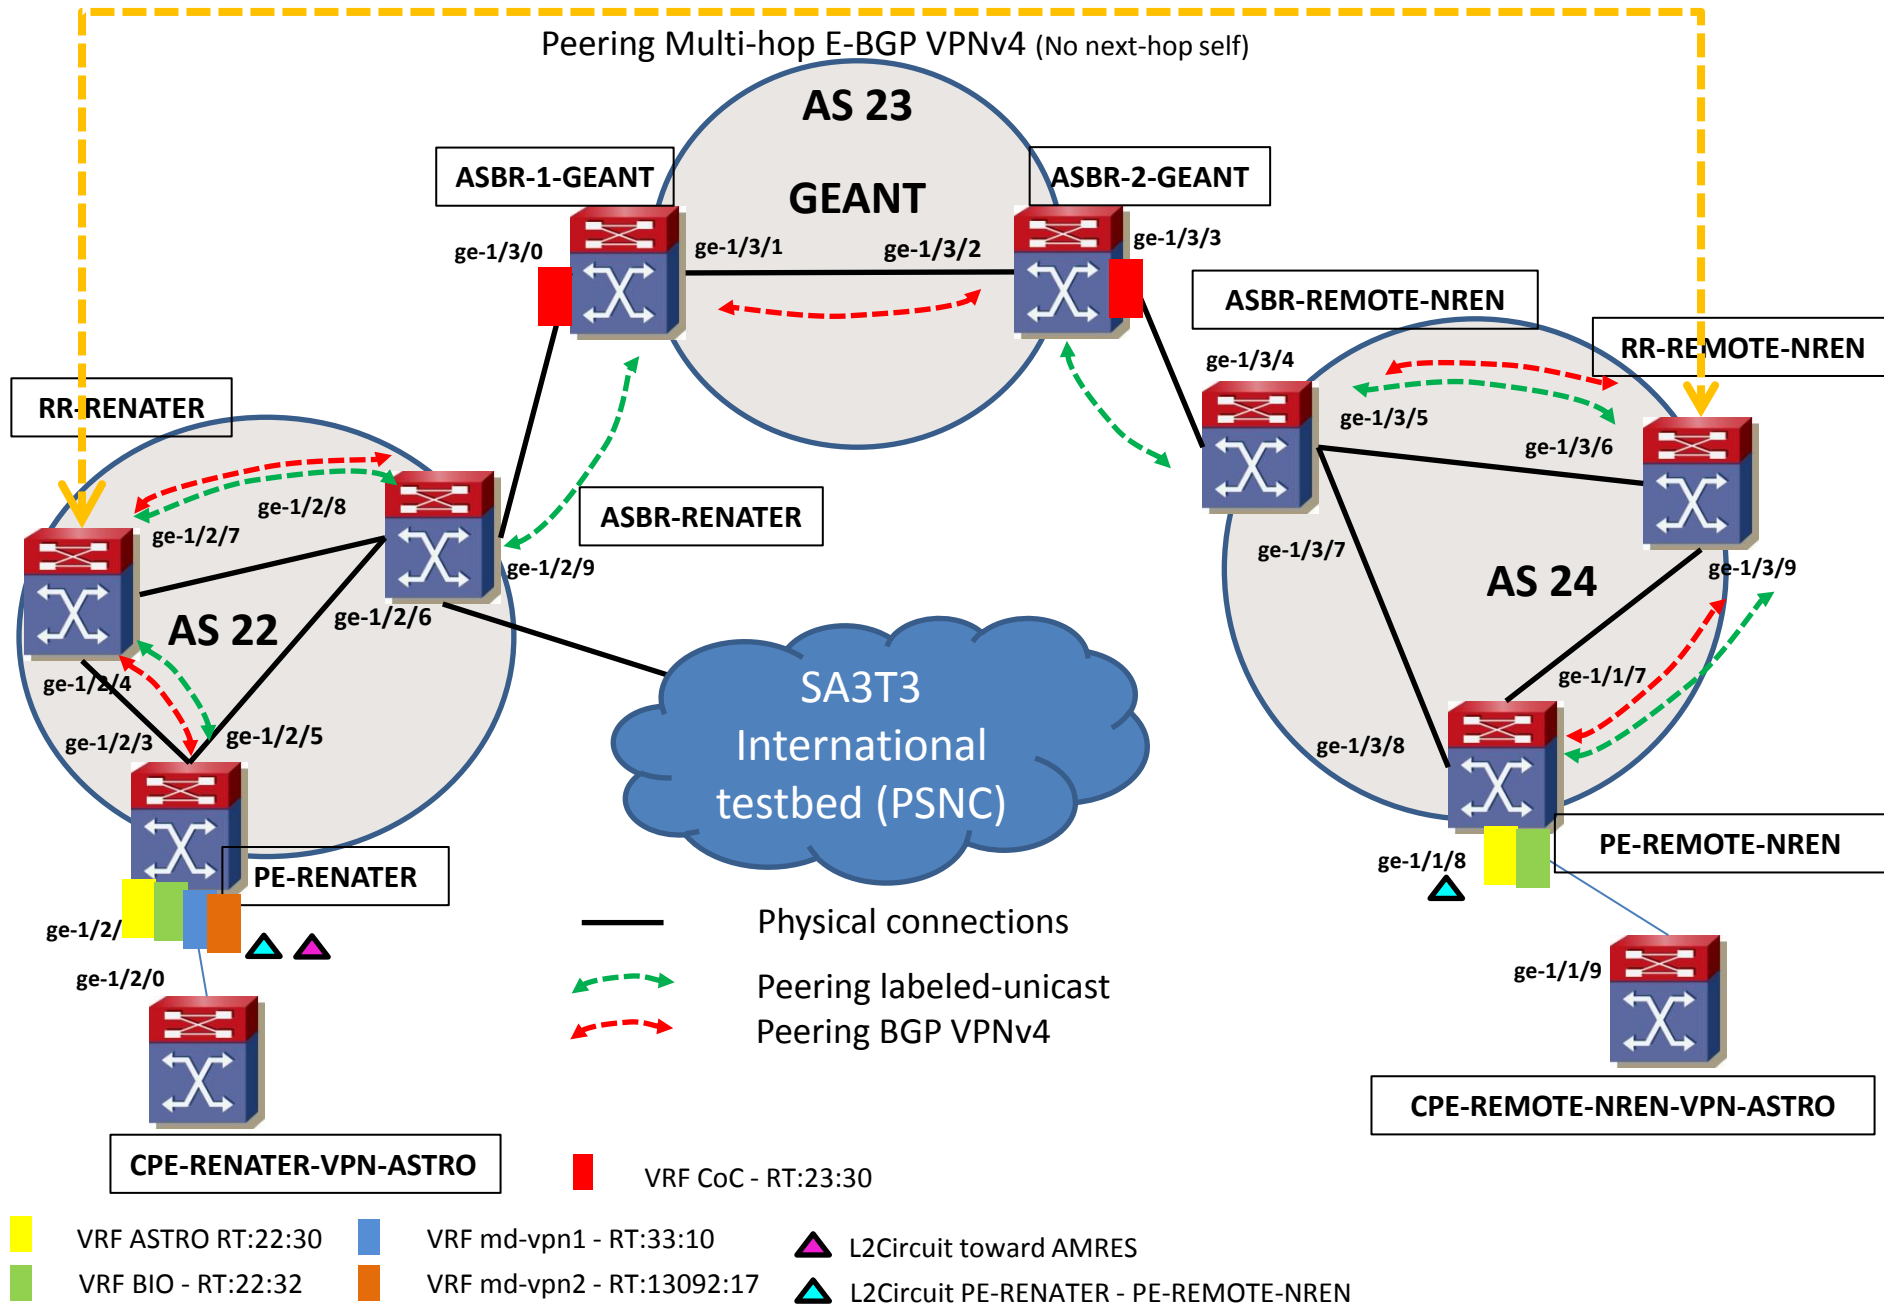 Peering Multi-hop E-BGP VPNv4 (No next-hop self)
AS 23
ASBR-1-GEANT
ASBR-2-GEANT
GEANT
ge-1/3/0
ge-1/3/1
ge-1/3/2
ge-1/3/3
ASBR-REMOTE-NREN
RR-REMOTE-NREN
ge-1/3/4
RR-RENATER
ge-1/3/5
ge-1/3/6
ge-1/2/8
ge-1/2/7
ASBR-RENATER
ge-1/2/9
ge-1/3/7
ge-1/3/9
AS 24
AS 22
ge-1/2/6
ge-1/2/4
ge-1/1/7
SA3T3
International
testbed (PSNC)
ge-1/2/3
ge-1/2/5
ge-1/3/8
PE-RENATER
PE-REMOTE-NREN
ge-1/1/8
ge-1/2/
ge-1/2/0
Physical connections
Peering labeled-unicast
Peering BGP VPNv4
ge-1/1/9
CPE-RENATER-VPN-ASTRO
CPE-REMOTE-NREN-VPN-ASTRO
VRF CoC - RT:23:30
VRF ASTRO RT:22:30
VRF md-vpn1 - RT:33:10
L2Circuit toward AMRES
VRF BIO - RT:22:32
VRF md-vpn2 - RT:13092:17
L2Circuit PE-RENATER - PE-REMOTE-NREN